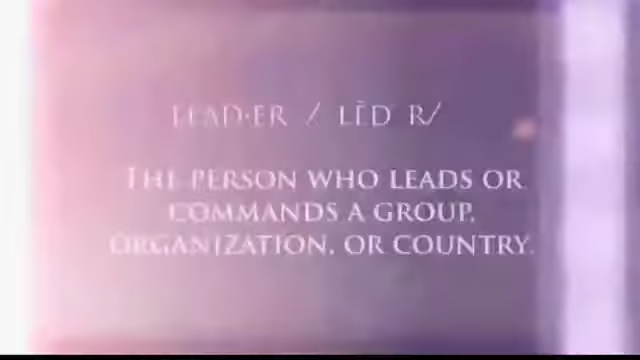 LEAD·ER / LĒD R/
THE PERSON WHO LEADS OR
COMMANDS A GROUP,
ORGANIZATION, OR COUNTRY.